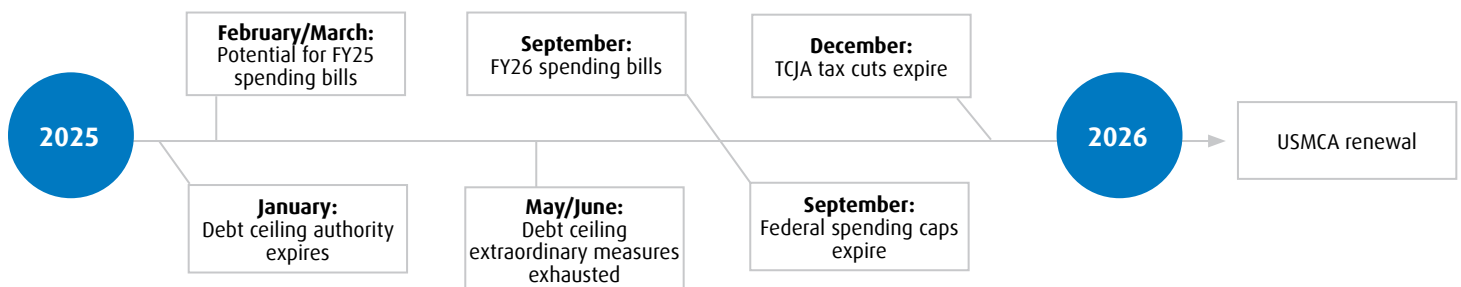 February/March:
Potential for FY25
spending bills
September:
FY26 spending bills
December:
TCJA tax cuts expire
2025
2026
USMCA renewal
January:
Debt ceiling authority
expires
May/June:
Debt ceiling
extraordinary measures
exhausted
September:
Federal spending caps
expire